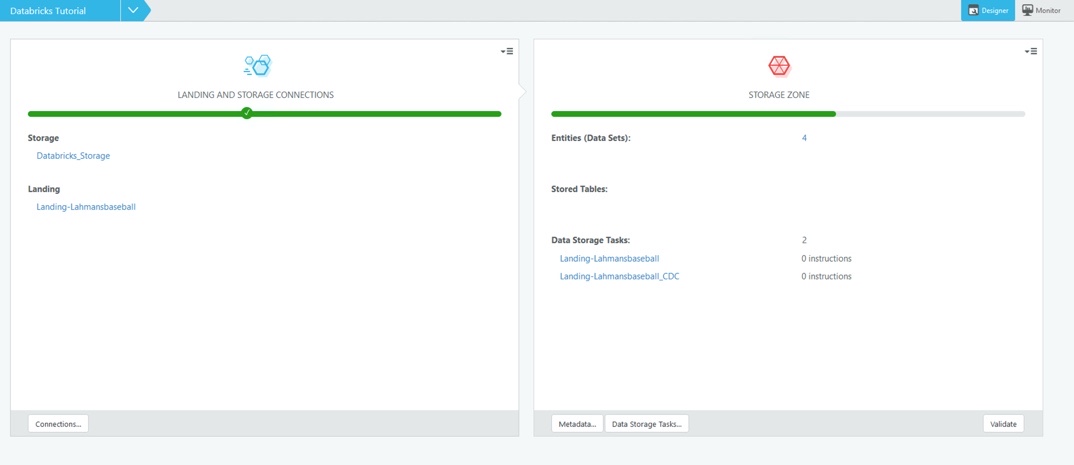 Databricks Tutorial
Designer
Monitor
LANDING AND STORAGE CONNECTIONS
Storage
Databricks_Storage
Landing
Landing-Lahmansbaseball
Connections...
STORAGE ZONE
Entities (Data Sets): 4
Stored Tables:
Data Storage Tasks: 2
Landing-Lahmansbaseball 0 instructions
Landing-Lahmansbaseball_CDC 0 instructions
Metadata... Data Storage Tasks... Validate